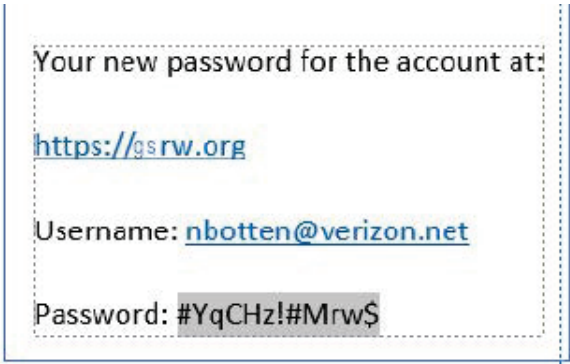 Your new password for the account at:
https://gsrw.org
Username: nbotten@verizon.net
Password: #YqCHz!#Mrw$